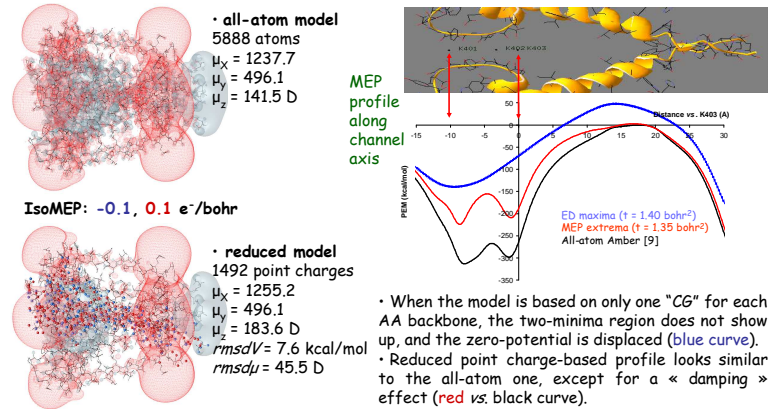 • all-atom model
5888 atoms
μX = 1237.7
μy = 496.1
μz = 141.5 D
IsoMEP: -0.1, 0.1 e-/bohr
• reduced model
1492 point charges
μX = 1255.2
μy = 496.1
μz = 183.6 D
rmsdV = 7.6 kcal/mol
rmsdμ = 45.5 D
K401
K402
K403
MEP
profile
along
channel
axis
Distance vs. K403 (A)
PEM (kcal/mol)
50
0
-50
-100
-150
-200
-250
-300
-350
-15
-10
-5
0
5
10
15
20
25
30
ED maxima (t = 1.40 bohr²)
MEP extrema (t = 1.35 bohr²)
All-atom Amber [9]
• When the model is based on only one “CG” for each
AA backbone, the two-minima region does not show
up, and the zero-potential is displaced (blue curve).
• Reduced point charge-based profile looks similar
to the all-atom one, except for a « damping »
effect (red vs. black curve).